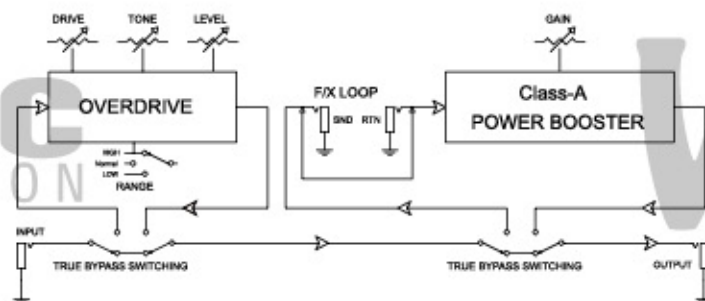 DRIVE
TONE
LEVEL
GAIN
OVERDRIVE
F/X LOOP
SND
RTN
Class-A
POWER BOOSTER
HIGH
Normal
LOW
RANGE
INPUT
TRUE BYPASS SWITCHING
TRUE BYPASS SWITCHING
OUTPUT
C
ON
V